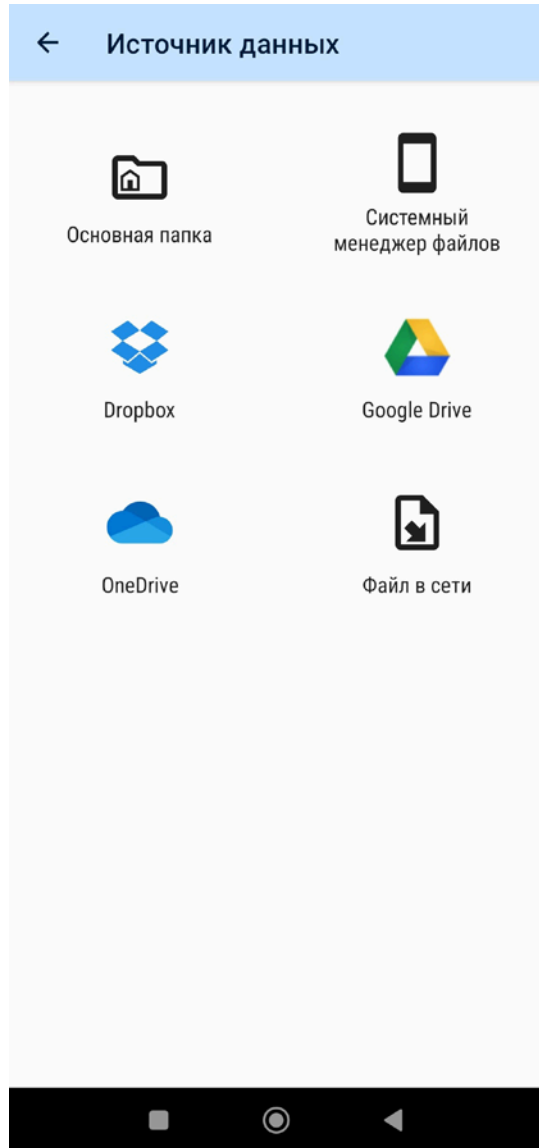 Источник данных
Основная папка
Системный
менеджер файлов
Dropbox
Google Drive
OneDrive
Файл в сети